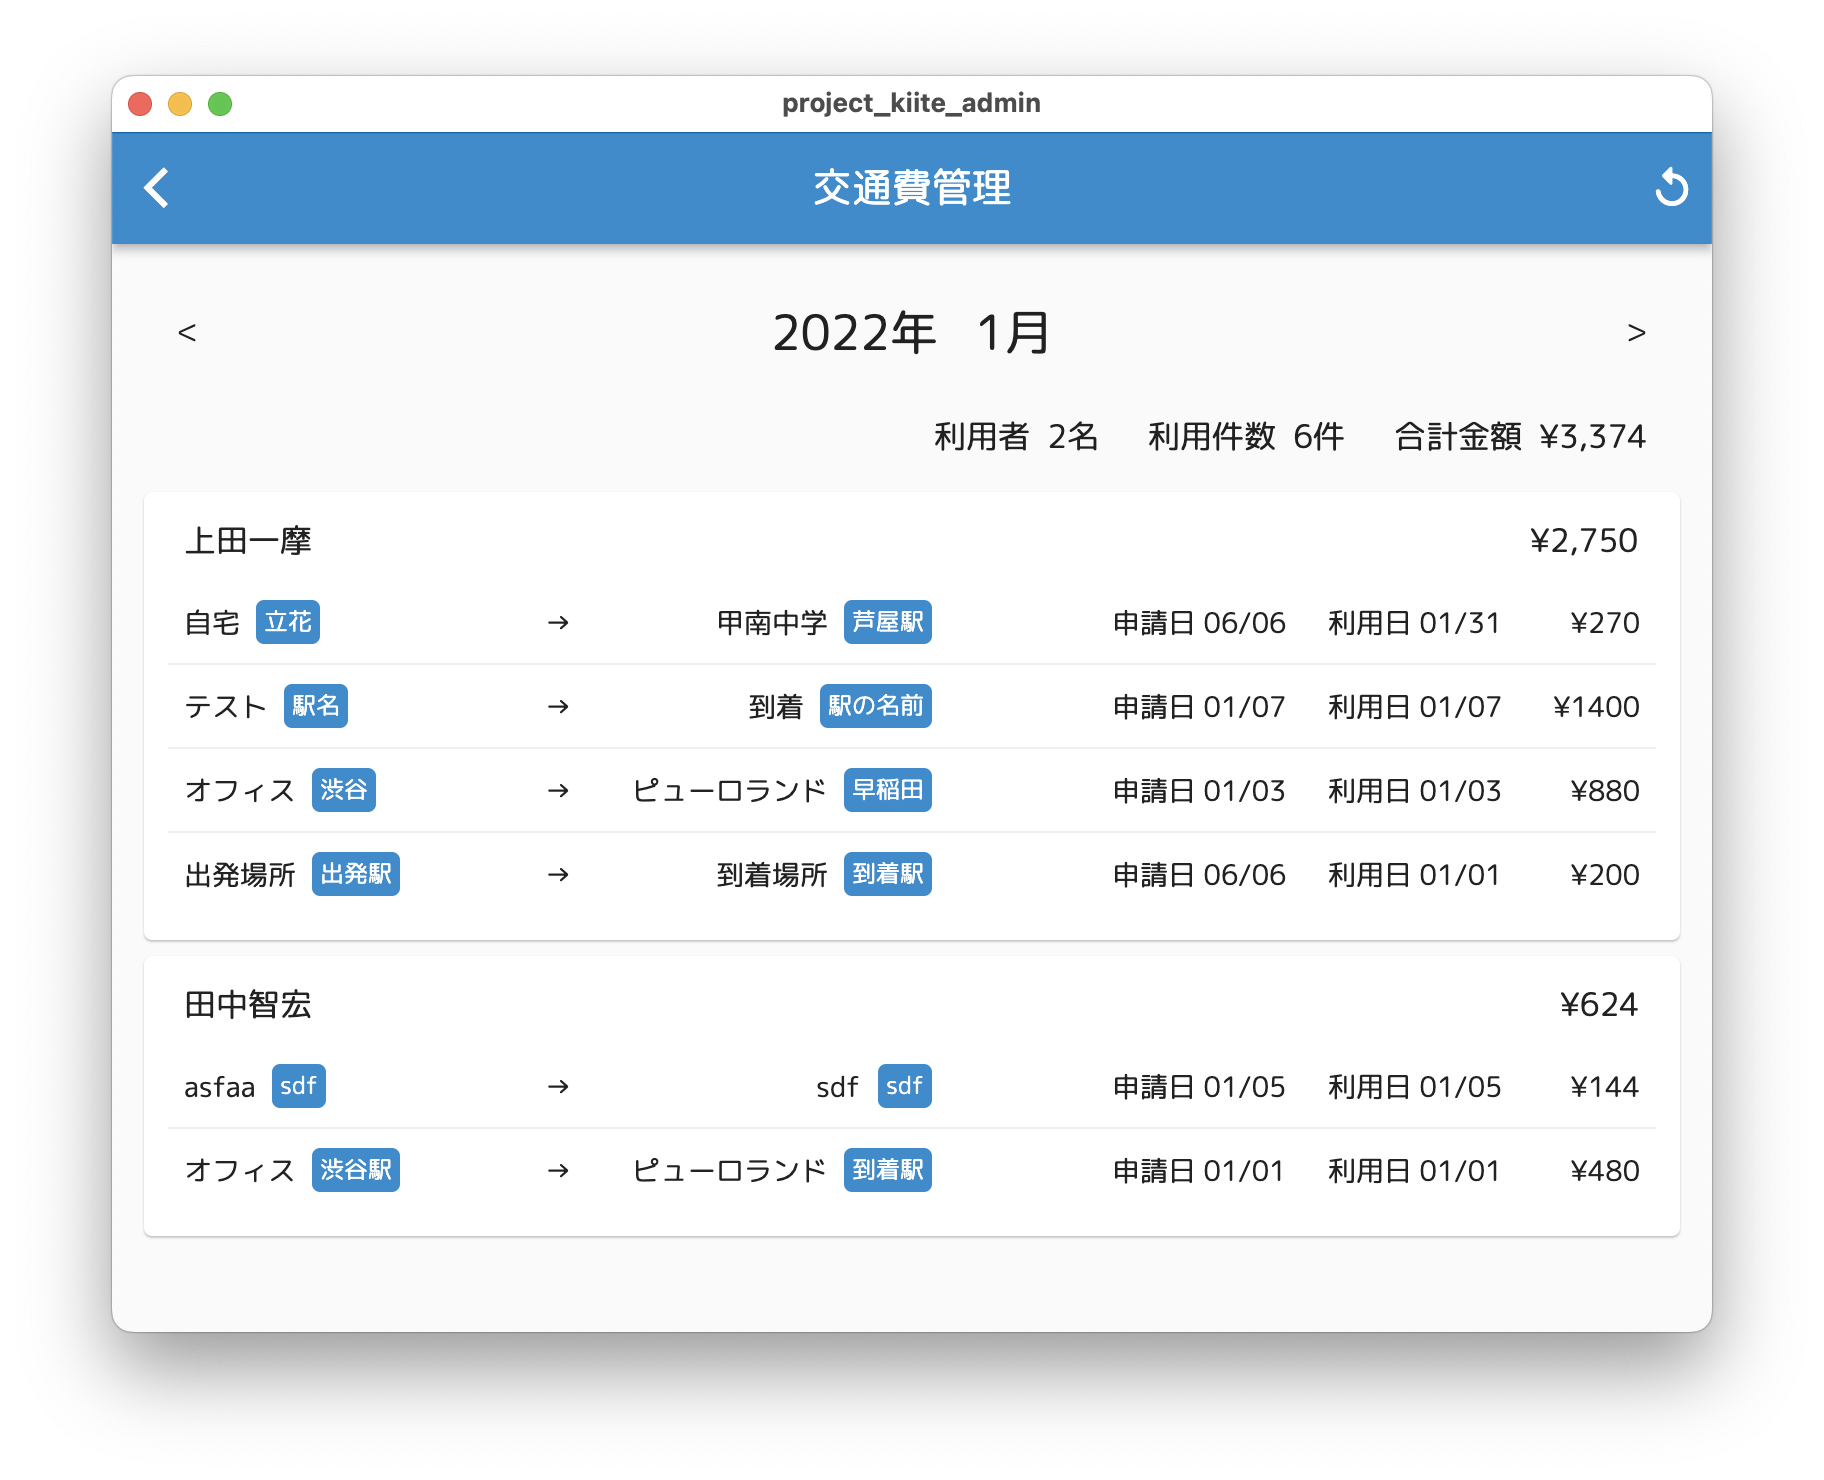 project_kiite_admin
交通費管理
< 2022年 1月 >
利用者 2名 利用件数 6件 合計金額 ¥3,374
上田一摩 ¥2,750
自宅 立花 → 甲南中学 芦屋駅 申請日 06/06 利用日 01/31 ¥270
テスト 駅名 → 到着 駅の名前 申請日 01/07 利用日 01/07 ¥1400
オフィス 渋谷 → ピューロランド 早稲田 申請日 01/03 利用日 01/03 ¥880
出発場所 出発駅 → 到着場所 到着駅 申請日 06/06 利用日 01/01 ¥200
田中智宏 ¥624
asfaa sdf → sdf sdf 申請日 01/05 利用日 01/05 ¥144
オフィス 渋谷駅 → ピューロランド 到着駅 申請日 01/01 利用日 01/01 ¥480